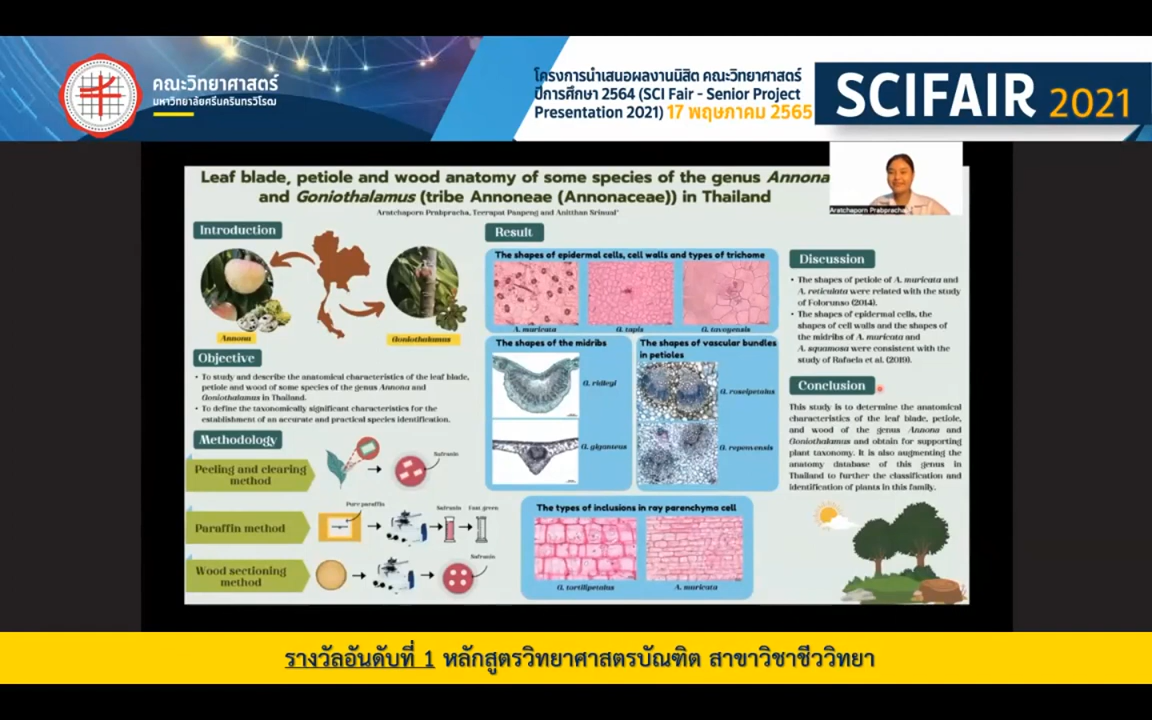 คณะวิทยาศาสตร์
มหาวิทยาลัยศรีนครินทรวิโรฒ
โครงการนำเสนอผลงานนิสิต คณะวิทยาศาสตร์
ปีการศึกษา 2564 (SCI Fair - Senior Project
Presentation 2021) 17 พฤษภาคม 2565
SCIFAIR 2021
Leaf blade, petiole and wood anatomy of some species of the genus Annona
and Goniothalamus (tribe Annoneae (Annonaceae)) in Thailand
Aratchaporn Prabpracha, Teerapat Panpeng and Anitthan Srinual*
Aratchaporn Prabpracha
Introduction
Annona
Goniothalamus
Objective
• To study and describe the anatomical characteristics of the leaf blade,
petiole and wood of some species of the genus Annona and
Goniothalamus in Thailand.
• To define the taxonomically significant characteristics for the
establishment of an accurate and practical species identification.
Methodology
Peeling and clearing
method
Safranin
Paraffin method
Pure paraffin
Safranin
Fast green
Wood sectioning
method
Safranin
Result
The shapes of epidermal cells, cell walls and types of trichome
A. muricata
G. tapis
G. tavoyensis
The shapes of the midribs
G. ridleyi
G. giganteus
The shapes of vascular bundles
in petioles
G. repevensis
The types of inclusions in ray parenchyma cell
G. tortilipetalus
A. muricata
Discussion
• The shapes of petiole of A. muricata and
A. reticulata were related with the study
of Folorunso (2014).
• The shapes of epidermal cells, the
shapes of cell walls and the shapes of
the midribs of A. muricata and
A. squamosa were consistent with the
study of Rafaela et al. (2019).
Conclusion
This study is to determine the anatomical
characteristics of the leaf blade, petiole,
and wood of the genus Annona and
Goniothalamus and obtain for supporting
plant taxonomy. It is also augmenting the
anatomy database of this genus in
Thailand to further the classification and
identification of plants in this family.
รางวัลอันดับที่ 1 หลักสูตรวิทยาศาสตรบัณฑิต สาขาวิชาชีววิทยา